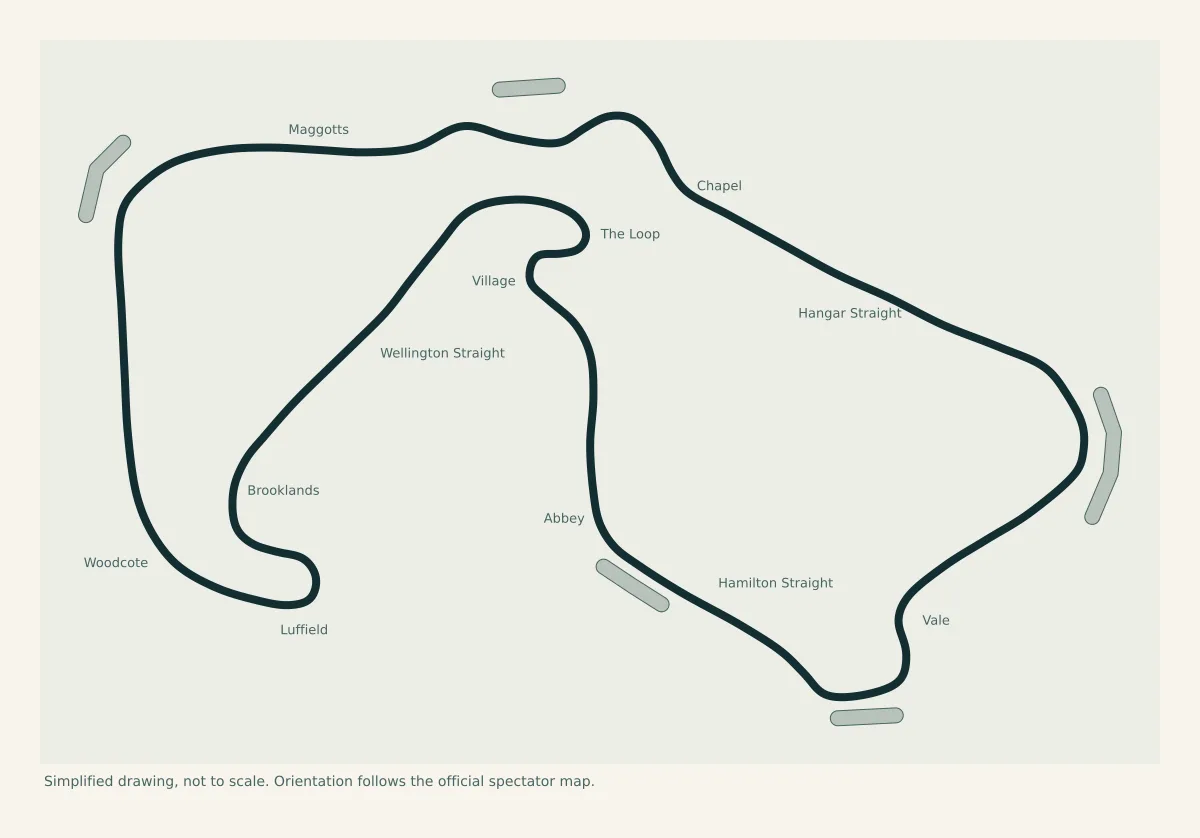 Maggotts
Chapel
The Loop
Village
Hangar Straight
Wellington Straight
Brooklands
Abbey
Woodcote
Hamilton Straight
Vale
Luffield
Simplified drawing, not to scale. Orientation follows the official spectator map.